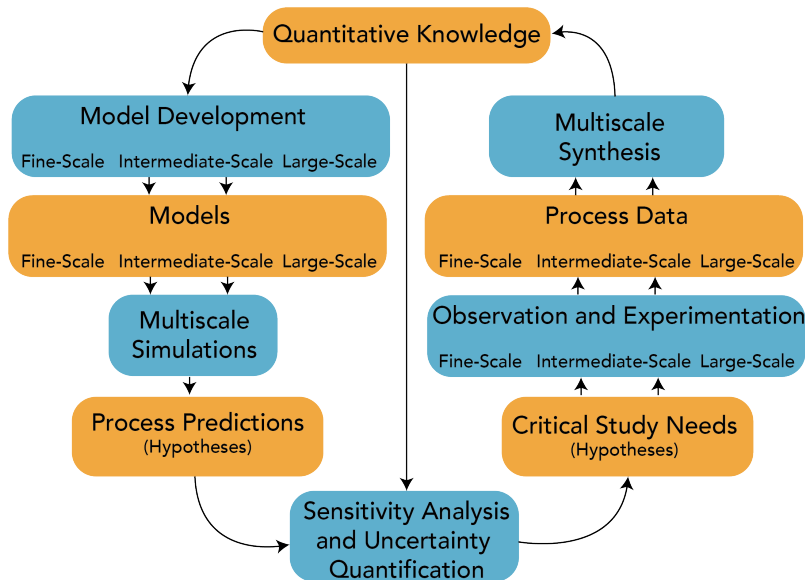 Quantitative Knowledge
Model Development
Fine-Scale Intermediate-Scale Large-Scale
Models
Fine-Scale Intermediate-Scale Large-Scale
Multiscale
Simulations
Process Predictions
(Hypotheses)
Sensitivity Analysis
and Uncertainty
Quantification
Critical Study Needs
(Hypotheses)
Observation and Experimentation
Fine-Scale Intermediate-Scale Large-Scale
Process Data
Fine-Scale Intermediate-Scale Large-Scale
Multiscale
Synthesis